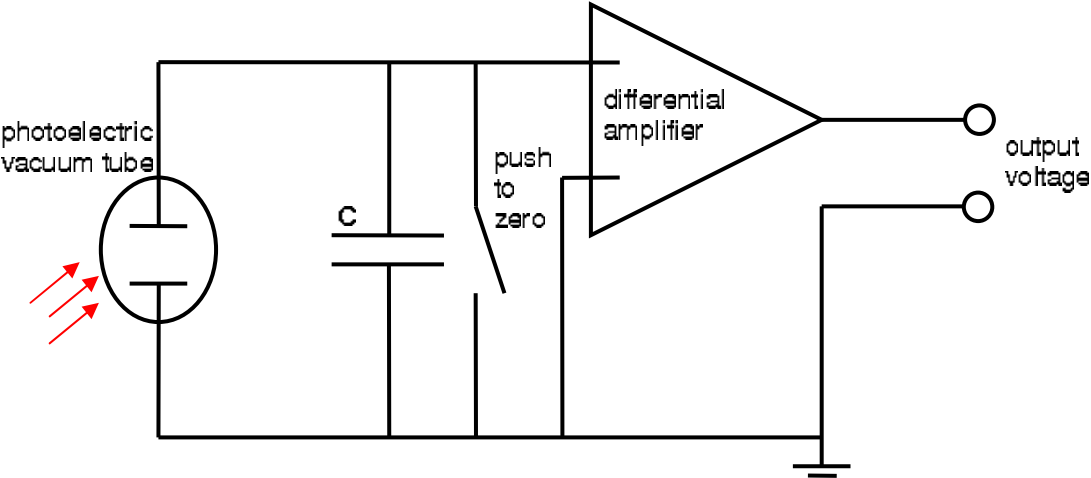 photoelectric
vacuum tube
C
push
to
zero
differential
amplifier
output
voltage